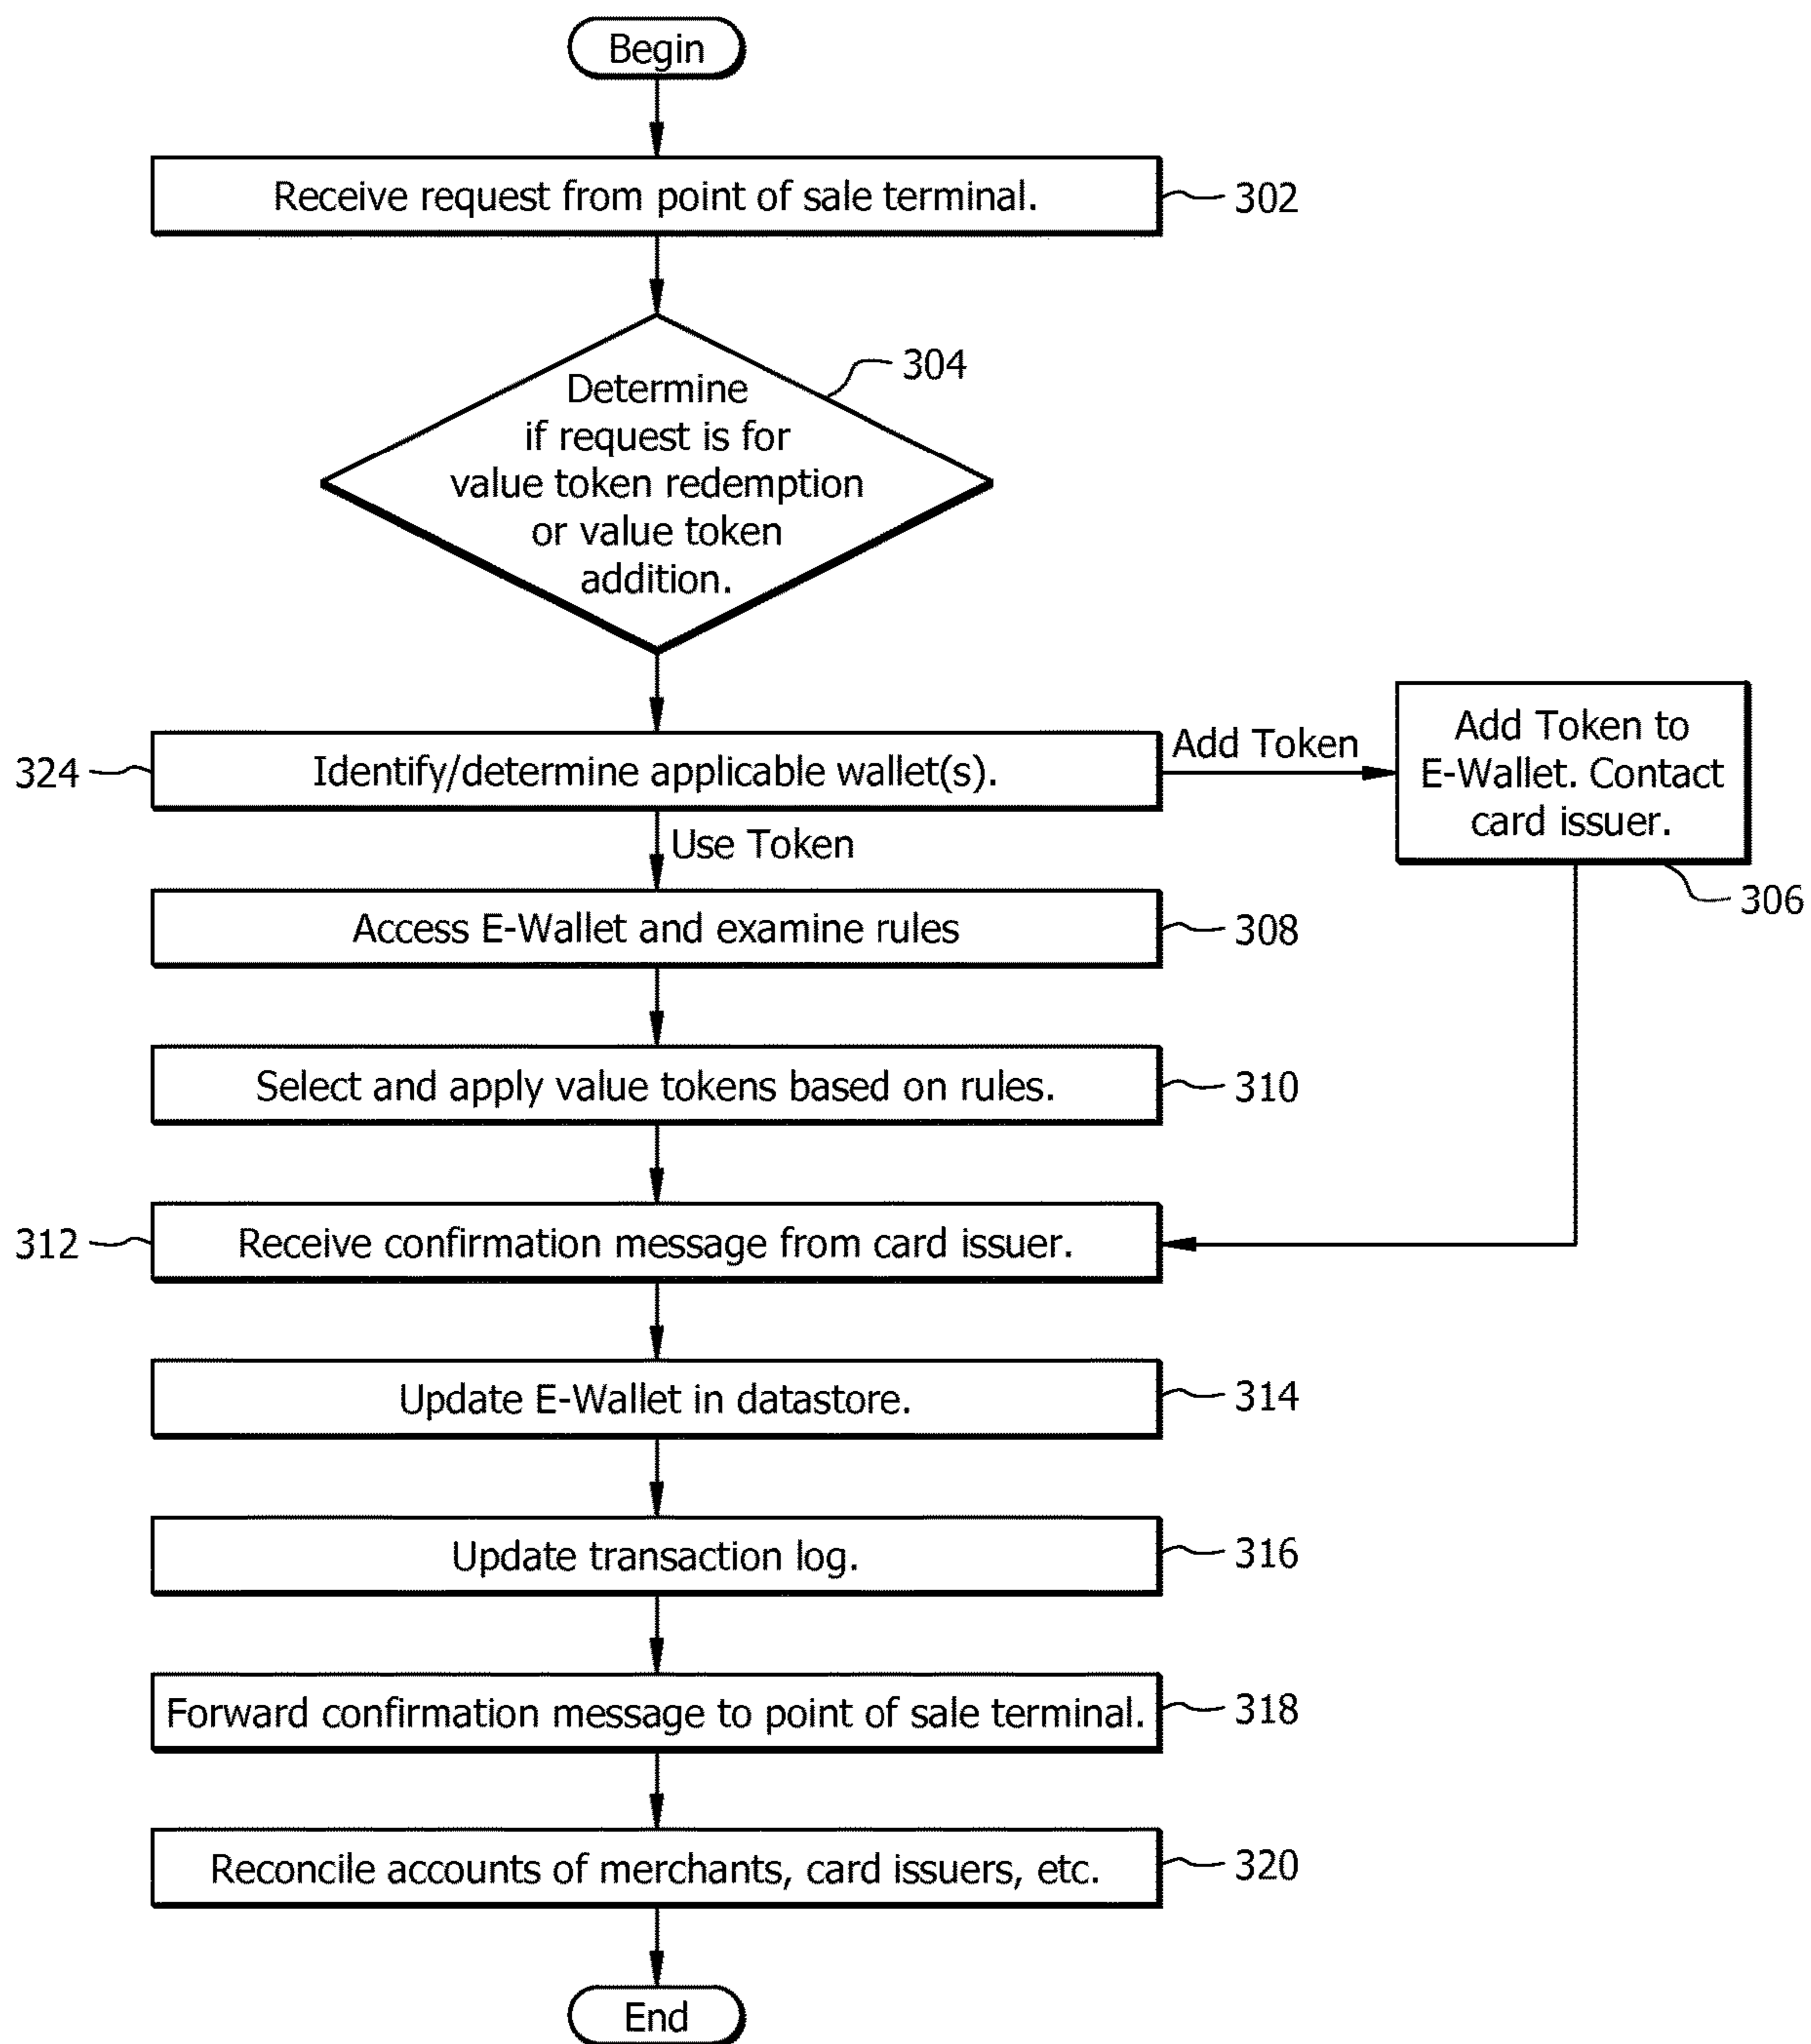 Begin
Receive request from point of sale terminal.
302
304
Determine
if request is for
value token redemption
or value token
addition.
324
Identify/determine applicable wallet(s).
Add Token
Add Token to
E-Wallet. Contact
card issuer.
306
Use Token
Access E-Wallet and examine rules
308
Select and apply value tokens based on rules.
310
312
Receive confirmation message from card issuer.
Update E-Wallet in datastore.
314
Update transaction log.
316
Forward confirmation message to point of sale terminal.
318
Reconcile accounts of merchants, card issuers, etc.
320
End